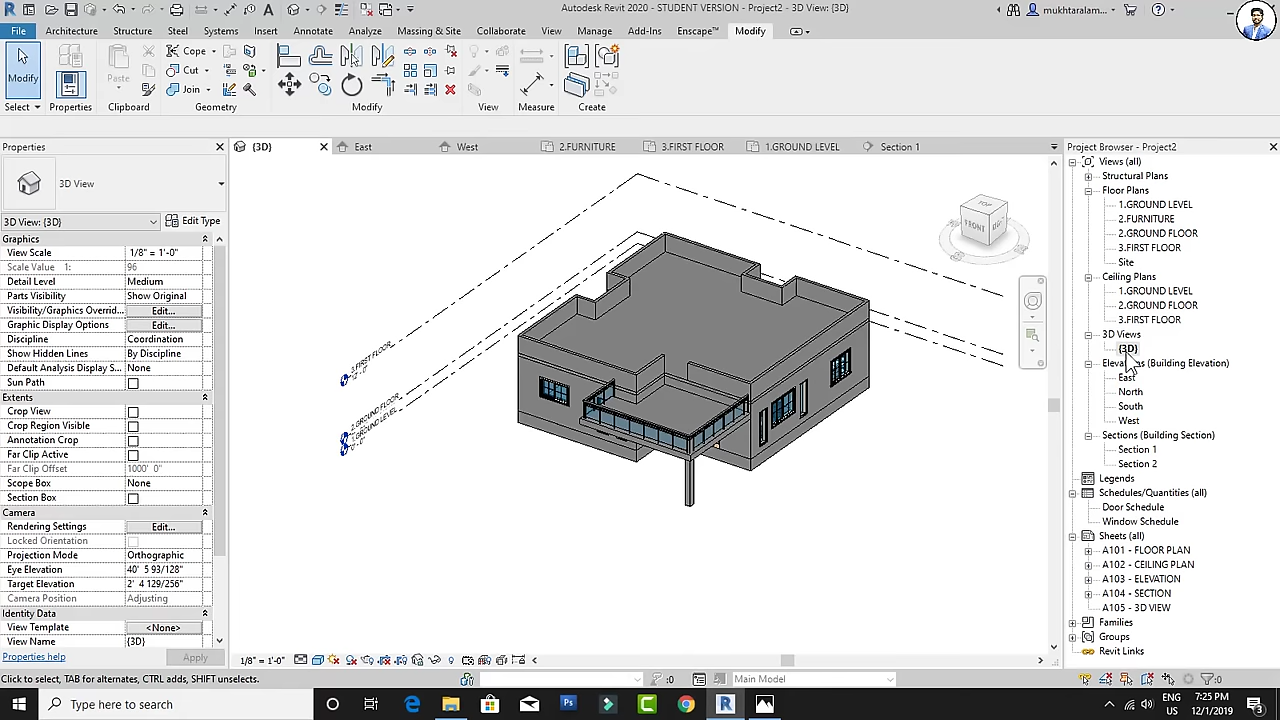 Autodesk Revit 2020 - STUDENT VERSION - Project2 - 3D View: {3D}
mukhtaralam...
File Architecture Structure Steel Systems Insert Annotate Analyze Massing & Site Collaborate View Manage Add-Ins Enscape™ Modify
Modify Paste Cope Cut Join
Properties
Select Properties Clipboard Geometry Modify View Measure Create
Properties
{3D} East West 2.FURNITURE 3.FIRST FLOOR 1.GROUND LEVEL Section 1
3D View
3D View: {3D} Edit Type
Graphics
View Scale 1/8" = 1'-0"
Scale Value 1: 96
Detail Level Medium
Parts Visibility Show Original
Visibility/Graphics Overrid... Edit...
Graphic Display Options Edit...
Discipline Coordination
Show Hidden Lines By Discipline
Default Analysis Display S... None
Sun Path
Extents
Crop View
Crop Region Visible
Annotation Crop
Far Clip Active
Far Clip Offset 1000' 0"
Scope Box None
Section Box
Camera
Rendering Settings Edit...
Locked Orientation
Projection Mode Orthographic
Eye Elevation 40' 5 93/128"
Target Elevation 2' 4 129/256"
Camera Position Adjusting
Identity Data
View Template <None>
View Name {3D}
Properties help Apply
TOP
FRONT
3.FIRST FLOOR
2.GROUND FLOOR
1.GROUND LEVEL
0' - 0"
1/8" = 1'-0"
Project Browser - Project2
Views (all)
Structural Plans
Floor Plans
1.GROUND LEVEL
2.FURNITURE
2.GROUND FLOOR
3.FIRST FLOOR
Site
Ceiling Plans
1.GROUND LEVEL
2.GROUND FLOOR
3.FIRST FLOOR
3D Views
{3D}
Elevations (Building Elevation)
East
North
South
West
Sections (Building Section)
Section 1
Section 2
Legends
Schedules/Quantities (all)
Door Schedule
Window Schedule
Sheets (all)
A101 - FLOOR PLAN
A102 - CEILING PLAN
A103 - ELEVATION
A104 - SECTION
A105 - 3D VIEW
Families
Groups
Revit Links
Click to select, TAB for alternates, CTRL adds, SHIFT unselects. :0 Main Model :0
Type here to search
ENG
US
7:25 PM
12/1/2019